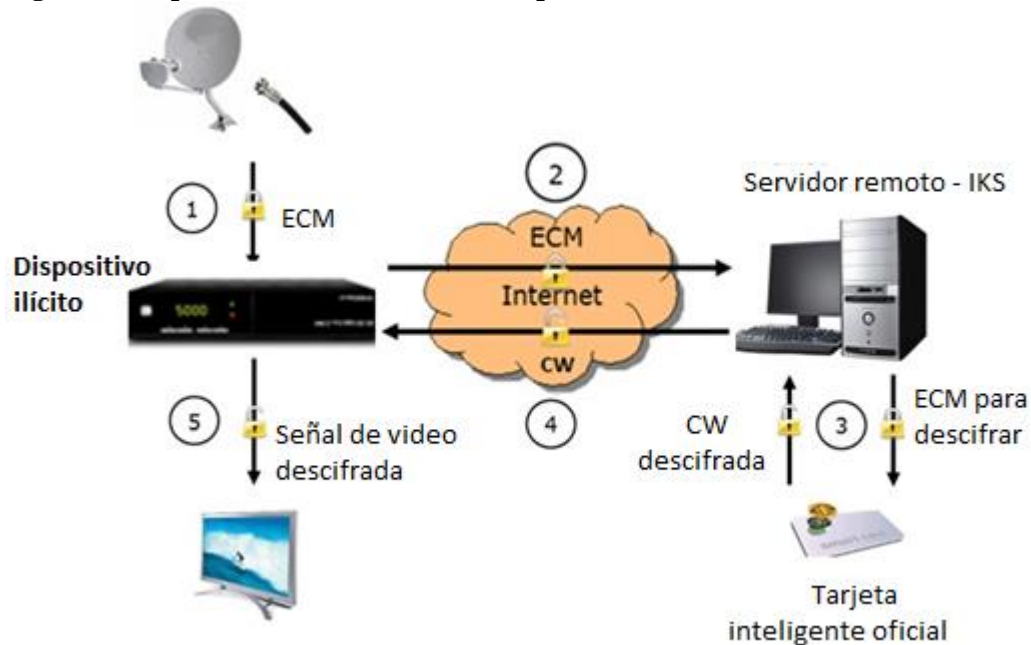 1
ECM
Dispositivo
ilícito
5000
2
ECM
Internet
CW
4
Servidor remoto - IKS
5
Señal de video
descifrada
CW
descifrada
3
ECM para
descifrar
Tarjeta
inteligente oficial